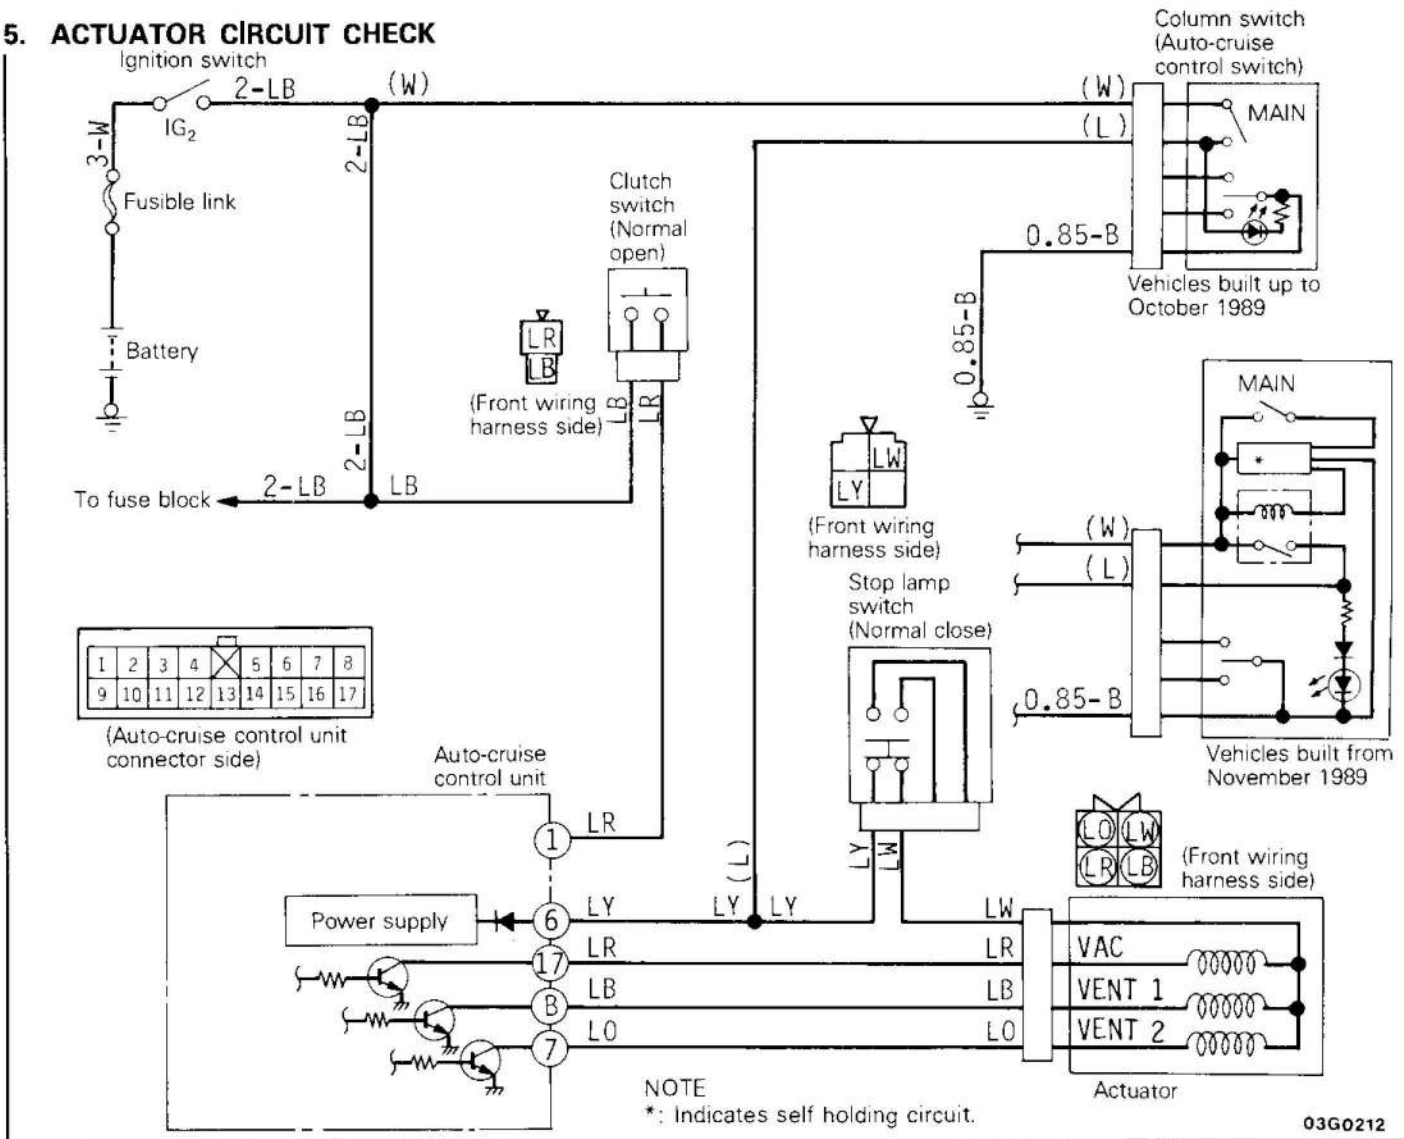 5. ACTUATOR CIRCUIT CHECK
Ignition switch
2-LB
(W)
IG2
3-W
2-LB
Fusible link
Battery
Column switch
(Auto-cruise
control switch)
(W)
(L)
MAIN
0.85-B
0.85-B
Vehicles built up to
October 1989
Clutch
switch
(Normal
open)
LR
LB
(Front wiring
harness side)
LB
LR
2-LB
To fuse block
2-LB
LB
LW
LY
(Front wiring
harness side)
MAIN
*
(W)
(L)
0.85-B
Vehicles built from
November 1989
Stop lamp
switch
(Normal close)
1 2 3 4 5 6 7 8
9 10 11 12 13 14 15 16 17
(Auto-cruise control unit
connector side)
Auto-cruise
control unit
1
LR
(L)
LY
LW
LO LW
LR LB
(Front wiring
harness side)
Power supply
6
LY
LY
LY
LW
17
LR
LR
VAC
B
LB
LB
VENT 1
7
LO
LO
VENT 2
Actuator
NOTE
*: Indicates self holding circuit.
03G0212